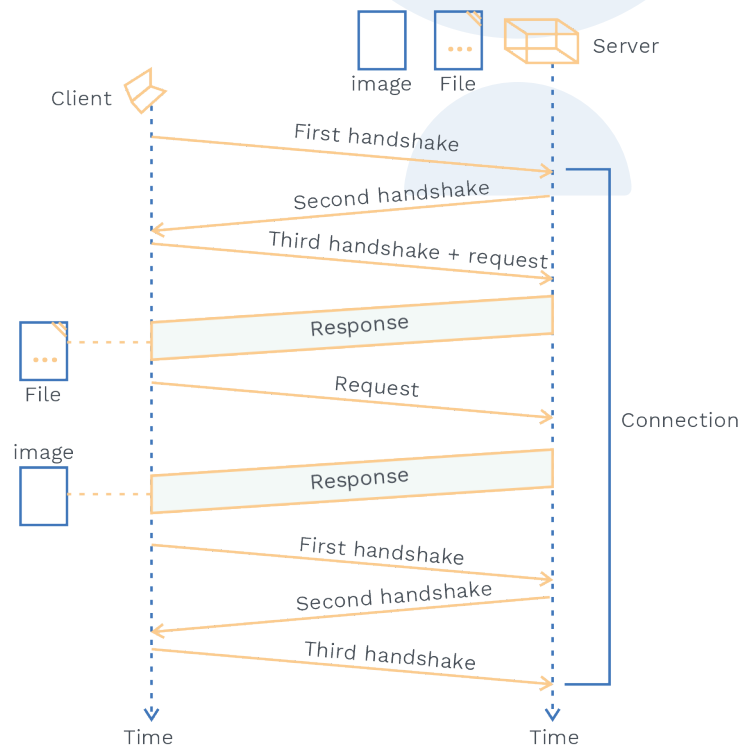 Server
image
File
Client
First handshake
Second handshake
Third handshake + request
Response
File
Request
Connection
image
Response
First handshake
Second handshake
Third handshake
Time
Time